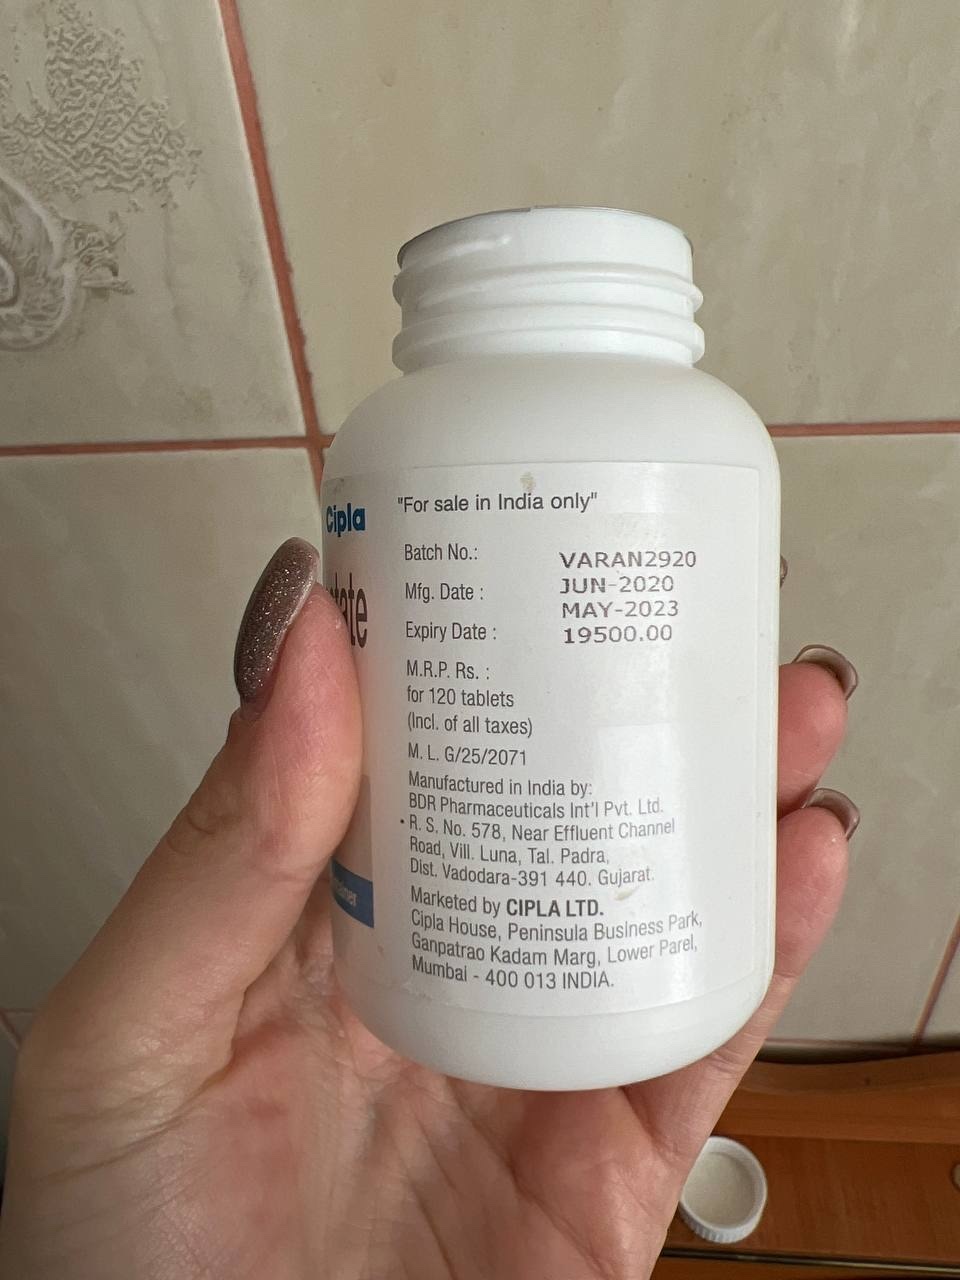 Cipla
"For sale in India only"
Batch No.: VARAN2920
Mfg. Date : JUN-2020
Expiry Date : MAY-2023
M.R.P. Rs. : 19500.00
for 120 tablets
(Incl. of all taxes)
M. L. G/25/2071
Manufactured in India by:
BDR Pharmaceuticals Int'l Pvt. Ltd.
• R. S. No. 578, Near Effluent Channel
Road, Vill. Luna, Tal. Padra,
Dist. Vadodara-391 440. Gujarat.
Marketed by CIPLA LTD.
Cipla House, Peninsula Business Park,
Ganpatrao Kadam Marg, Lower Parel,
Mumbai - 400 013 INDIA.